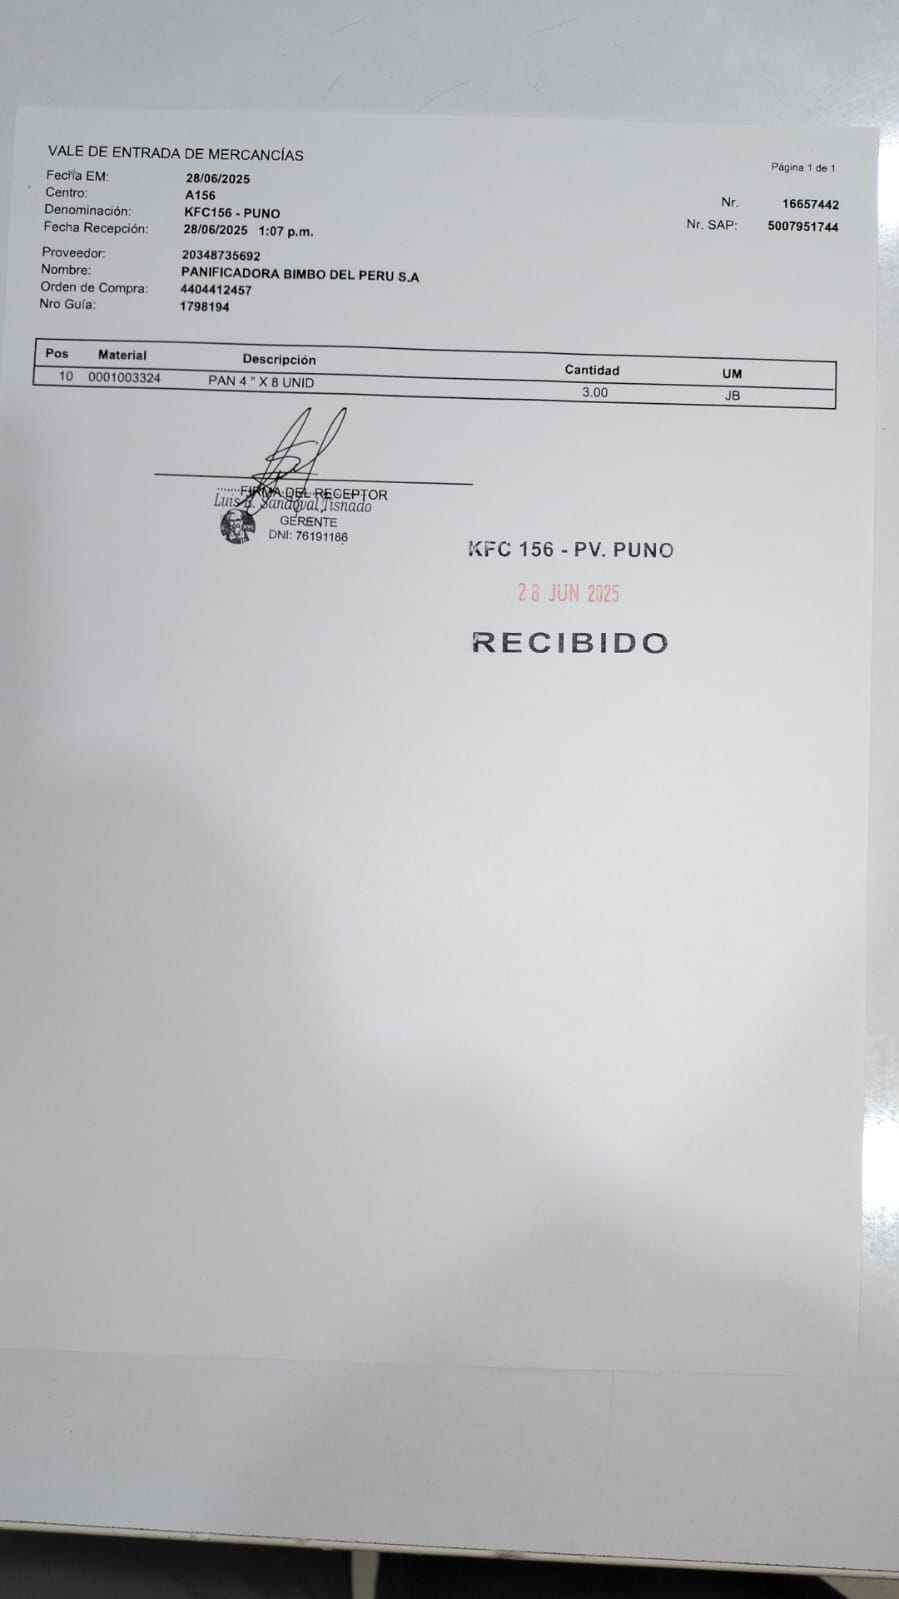 VALE DE ENTRADA DE MERCANCÍAS
Página 1 de 1
Fecha EM: 28/06/2025
Centro: A156
Nr. 16657442
Denominación: KFC156 - PUNO
Nr. SAP: 5007951744
Fecha Recepción: 28/06/2025 1:07 p.m.
Proveedor: 20348735692
Nombre: PANIFICADORA BIMBO DEL PERU S.A
Orden de Compra: 4404412457
Nro Guía: 1798194
Pos Material Descripción Cantidad UM
10 0001003324 PAN 4 " X 8 UNID 3.00 JB
FIRMA DEL RECEPTOR
Luis Sandoval Tisnado
GERENTE
DNI: 76191186
KFC 156 - PV. PUNO
28 JUN 2025
RECIBIDO